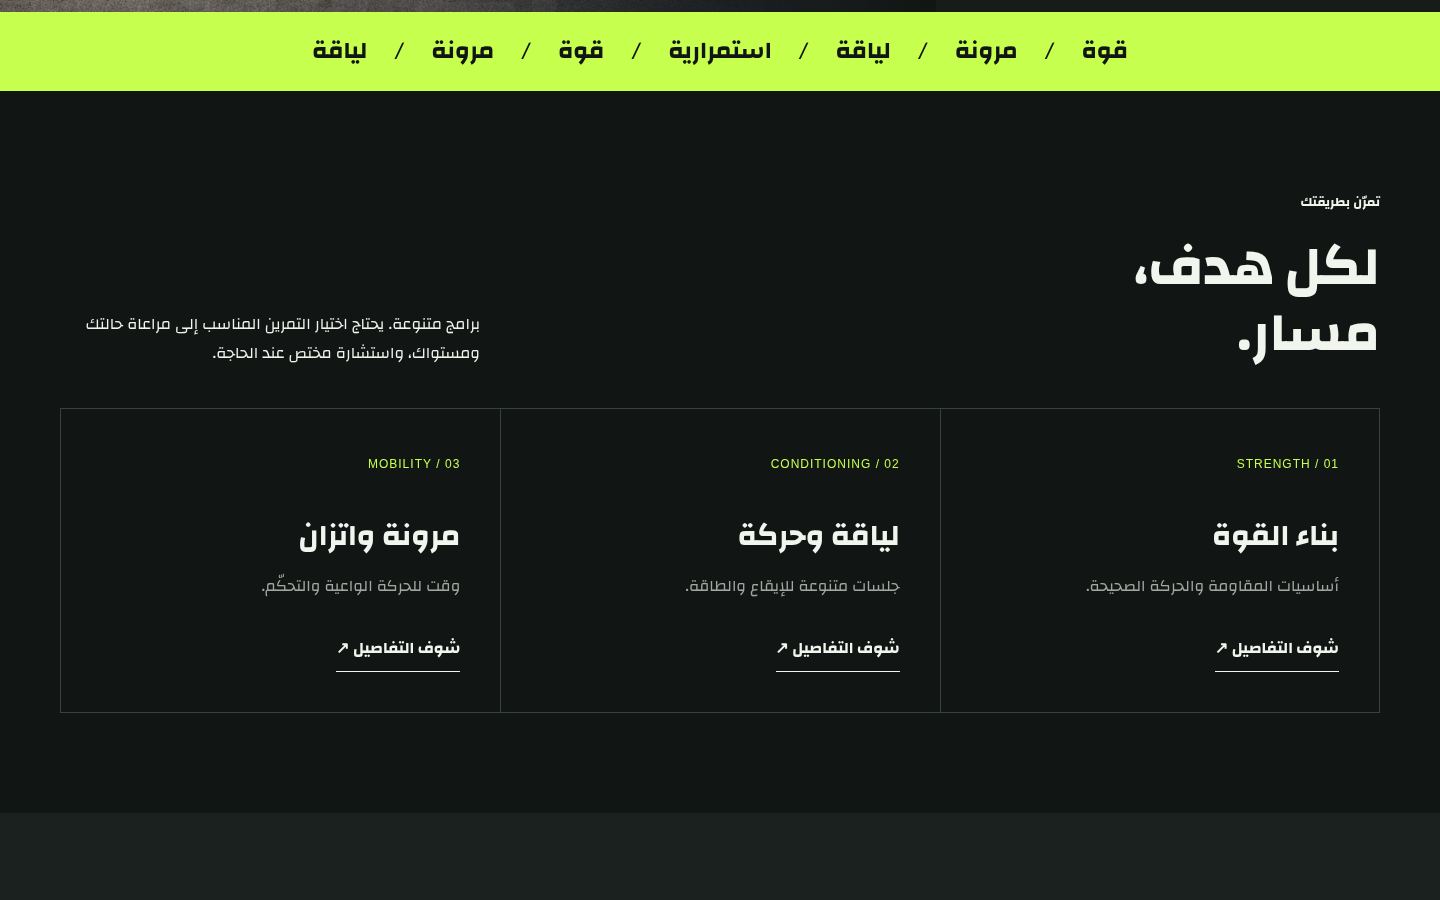 قوة / مرونة / لياقة / استمرارية / قوة / مرونة / لياقة
تمرّن بطريقتك
لكل هدف،
مسار.
برامج متنوعة. يحتاج اختيار التمرين المناسب إلى مراعاة حالتك
ومستواك، واستشارة مختص عند الحاجة.
01 / STRENGTH
بناء القوة
أساسيات المقاومة والحركة الصحيحة.
شوف التفاصيل ↗
02 / CONDITIONING
لياقة وحركة
جلسات متنوعة للإيقاع والطاقة.
شوف التفاصيل ↗
03 / MOBILITY
مرونة واتزان
وقت للحركة الواعية والتحكّم.
شوف التفاصيل ↗